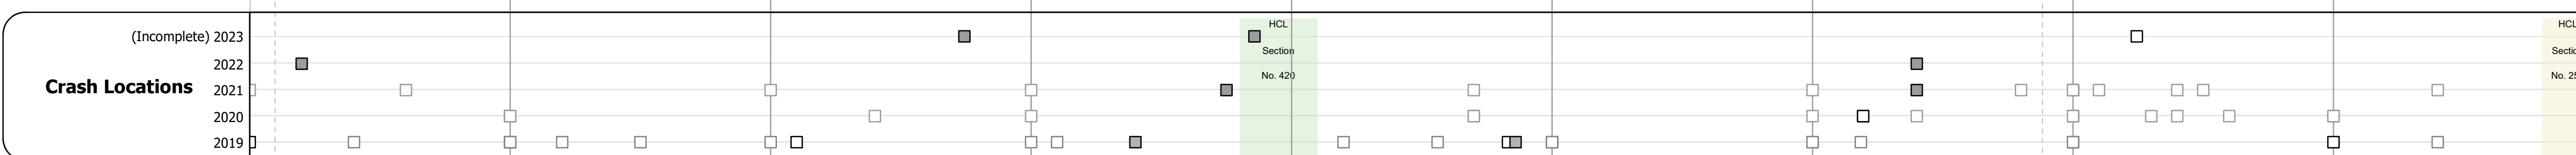 HCL
HCL
(Incomplete) 2023
Section
Sectio
2022
No. 420
No. 25
Crash Locations
2021
2020
2019